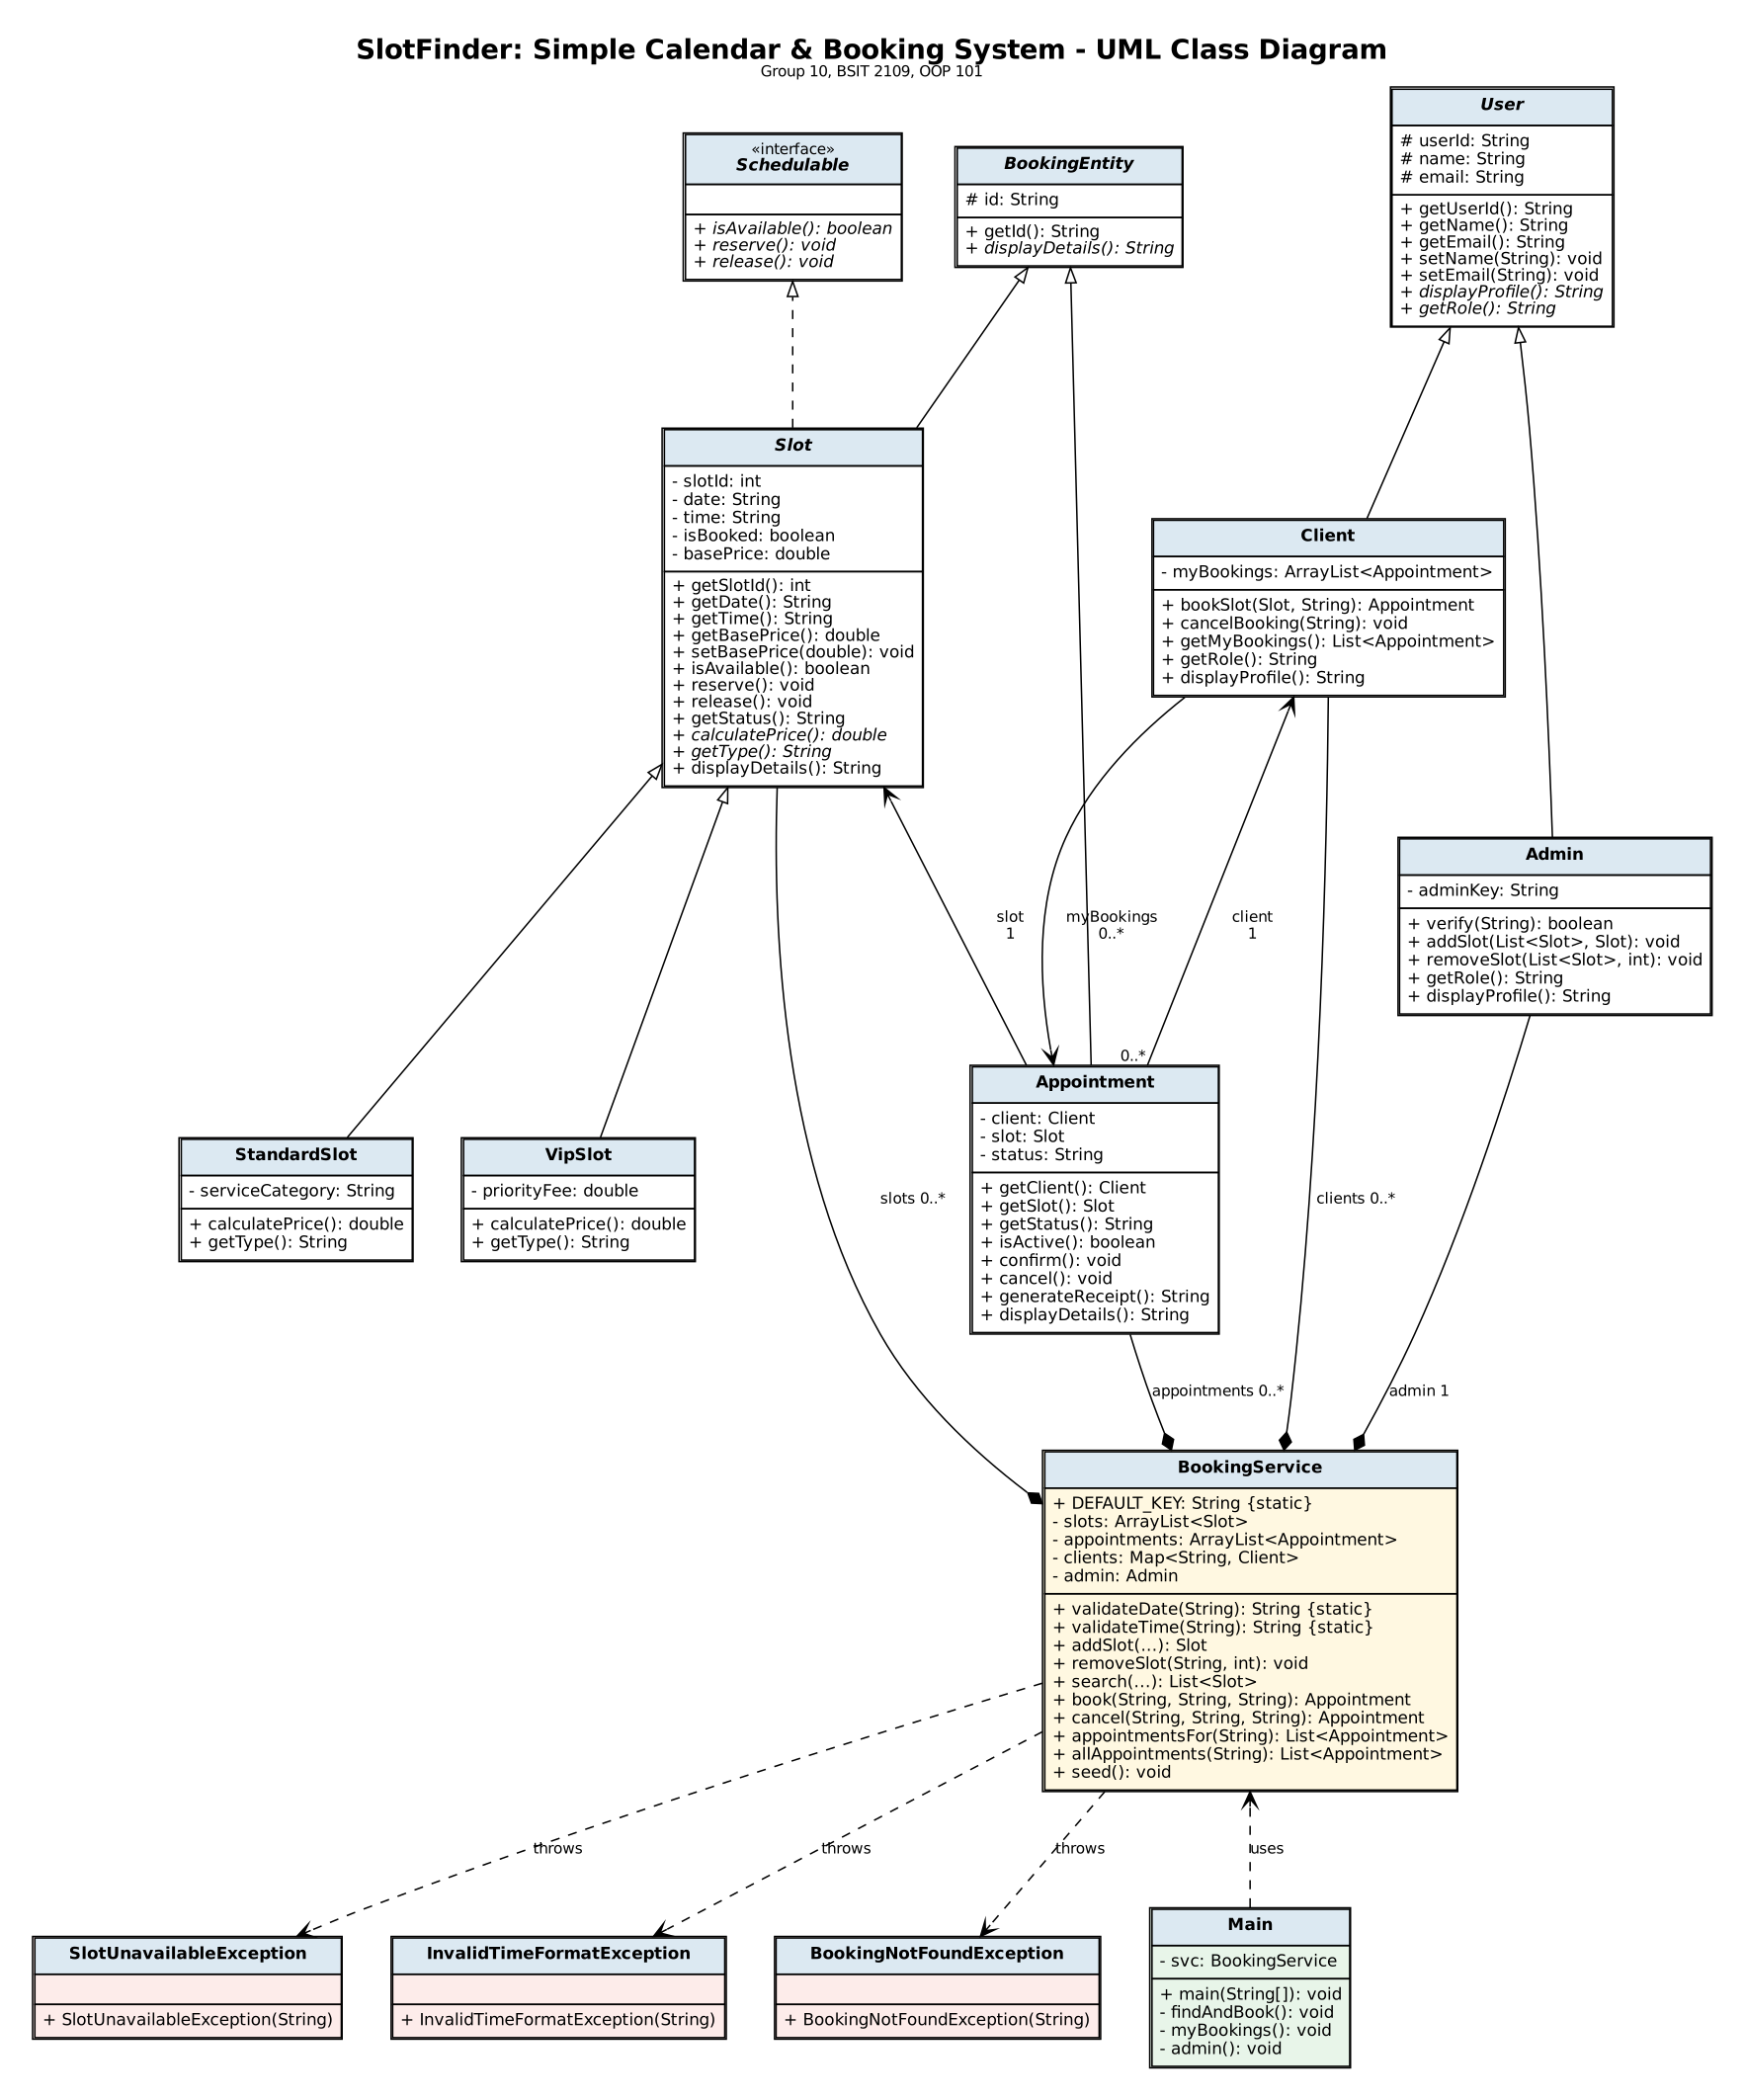 SlotFinder: Simple Calendar & Booking System - UML Class Diagram
Group 10, BSIT 2109, OOP 101
«interface»
Schedulable
+ isAvailable(): boolean
+ reserve(): void
+ release(): void
BookingEntity
# id: String
+ getId(): String
+ displayDetails(): String
User
# userId: String
# name: String
# email: String
+ getUserId(): String
+ getName(): String
+ getEmail(): String
+ setName(String): void
+ setEmail(String): void
+ displayProfile(): String
+ getRole(): String
Slot
- slotId: int
- date: String
- time: String
- isBooked: boolean
- basePrice: double
+ getSlotId(): int
+ getDate(): String
+ getTime(): String
+ getBasePrice(): double
+ setBasePrice(double): void
+ isAvailable(): boolean
+ reserve(): void
+ release(): void
+ getStatus(): String
+ calculatePrice(): double
+ getType(): String
+ displayDetails(): String
Client
- myBookings: ArrayList<Appointment>
+ bookSlot(Slot, String): Appointment
+ cancelBooking(String): void
+ getMyBookings(): List<Appointment>
+ getRole(): String
+ displayProfile(): String
Admin
- adminKey: String
+ verify(String): boolean
+ addSlot(List<Slot>, Slot): void
+ removeSlot(List<Slot>, int): void
+ getRole(): String
+ displayProfile(): String
slot
1
myBookings
0..*
client
1
0..*
StandardSlot
- serviceCategory: String
+ calculatePrice(): double
+ getType(): String
VipSlot
- priorityFee: double
+ calculatePrice(): double
+ getType(): String
Appointment
- client: Client
- slot: Slot
- status: String
+ getClient(): Client
+ getSlot(): Slot
+ getStatus(): String
+ isActive(): boolean
+ confirm(): void
+ cancel(): void
+ generateReceipt(): String
+ displayDetails(): String
slots 0..*
clients 0..*
appointments 0..*
admin 1
BookingService
+ DEFAULT_KEY: String {static}
- slots: ArrayList<Slot>
- appointments: ArrayList<Appointment>
- clients: Map<String, Client>
- admin: Admin
+ validateDate(String): String {static}
+ validateTime(String): String {static}
+ addSlot(...): Slot
+ removeSlot(String, int): void
+ search(...): List<Slot>
+ book(String, String, String): Appointment
+ cancel(String, String, String): Appointment
+ appointmentsFor(String): List<Appointment>
+ allAppointments(String): List<Appointment>
+ seed(): void
throws
throws
throws
uses
SlotUnavailableException
+ SlotUnavailableException(String)
InvalidTimeFormatException
+ InvalidTimeFormatException(String)
BookingNotFoundException
+ BookingNotFoundException(String)
Main
- svc: BookingService
+ main(String[]): void
- findAndBook(): void
- myBookings(): void
- admin(): void